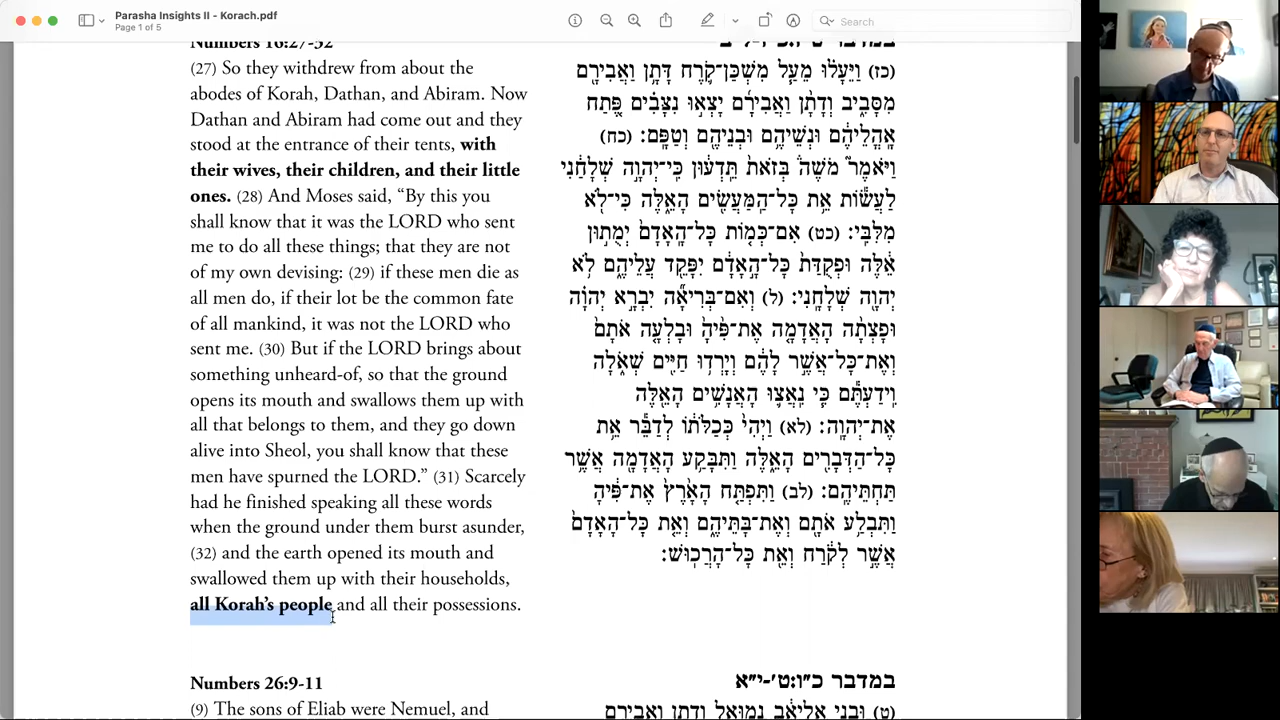 Parasha Insights II - Korach.pdf
Page 1 of 5
Search
Numbers 16:27-32
(27) So they withdrew from about the
abodes of Korah, Dathan, and Abiram. Now
Dathan and Abiram had come out and they
stood at the entrance of their tents, with
their wives, their children, and their little
ones. (28) And Moses said, “By this you
shall know that it was the LORD who sent
me to do all these things; that they are not
of my own devising: (29) if these men die as
all men do, if their lot be the common fate
of all mankind, it was not the LORD who
sent me. (30) But if the LORD brings about
something unheard-of, so that the ground
opens its mouth and swallows them up with
all that belongs to them, and they go down
alive into Sheol, you shall know that these
men have spurned the LORD.” (31) Scarcely
had he finished speaking all these words
when the ground under them burst asunder,
(32) and the earth opened its mouth and
swallowed them up with their households,
all Korah’s people and all their possessions.
(כז) וַיֵּעָל֗וּ מֵעַ֧ל מִשְׁכַּן־קֹ֛רַח דָּתָ֥ן וַאֲבִירָ֖ם
מִסָּבִ֑יב וְדָתָ֨ן וַאֲבִירָ֜ם יָצְא֣וּ נִצָּבִ֗ים פֶּ֚תַח
אׇֽהֳלֵיהֶ֔ם וּנְשֵׁיהֶ֥ם וּבְנֵיהֶ֖ם וְטַפָּֽם׃ (כח)
וַיֹּאמֶר֮ מֹשֶׁה֒ בְּזֹאת֙ תֵּֽדְע֔וּן כִּֽי־יְהֹוָ֣ה שְׁלָחַ֔נִי
לַעֲשׂ֕וֹת אֵ֥ת כׇּל־הַֽמַּעֲשִׂ֖ים הָאֵ֑לֶּה כִּי־לֹ֖א
מִלִּבִּֽי׃ (כט) אִם־כְּמ֤וֹת כׇּל־הָֽאָדָם֙ יְמֻת֣וּן
אֵ֔לֶּה וּפְקֻדַּת֙ כׇּל־הָ֣אָדָ֔ם יִפָּקֵ֖ד עֲלֵיהֶ֑ם לֹ֥א
יְהֹוָ֖ה שְׁלָחָֽנִי׃ (ל) וְאִם־בְּרִיאָ֞ה יִבְרָ֣א יְהֹוָ֗ה
וּפָצְתָ֨ה הָאֲדָמָ֤ה אֶת־פִּ֙יהָ֙ וּבָלְעָ֤ה אֹתָם֙
וְאֶת־כׇּל־אֲשֶׁ֣ר לָהֶ֔ם וְיָרְד֥וּ חַיִּ֖ים שְׁאֹ֑לָה
וִֽידַעְתֶּ֕ם כִּ֧י נִֽאֲצ֛וּ הָאֲנָשִׁ֥ים הָאֵ֖לֶּה
אֶת־יְהֹוָֽה׃ (לא) וַיְהִי֙ כְּכַלֹּת֔וֹ לְדַבֵּ֕ר אֵ֥ת
כׇּל־הַדְּבָרִ֖ים הָאֵ֑לֶּה וַתִּבָּקַ֥ע הָאֲדָמָ֖ה אֲשֶׁ֥ר
תַּחְתֵּיהֶֽם׃ (לב) וַתִּפְתַּ֤ח הָאָ֙רֶץ֙ אֶת־פִּ֔יהָ
וַתִּבְלַ֥ע אֹתָ֖ם וְאֶת־בָּתֵּיהֶ֑ם וְאֵ֤ת כׇּל־הָאָדָם֙
אֲשֶׁ֣ר לְקֹ֔רַח וְאֵ֖ת כׇּל־הָרְכֽוּשׁ׃
Numbers 26:9-11
(9) The sons of Eliab were Nemuel, and
במדבר כ״ו:ט׳-י״א
(ט) וּבְנֵ֣י אֱלִיאָ֔ב נְמוּאֵ֖ל וְדָתָ֣ן וַאֲבִירָ֑ם